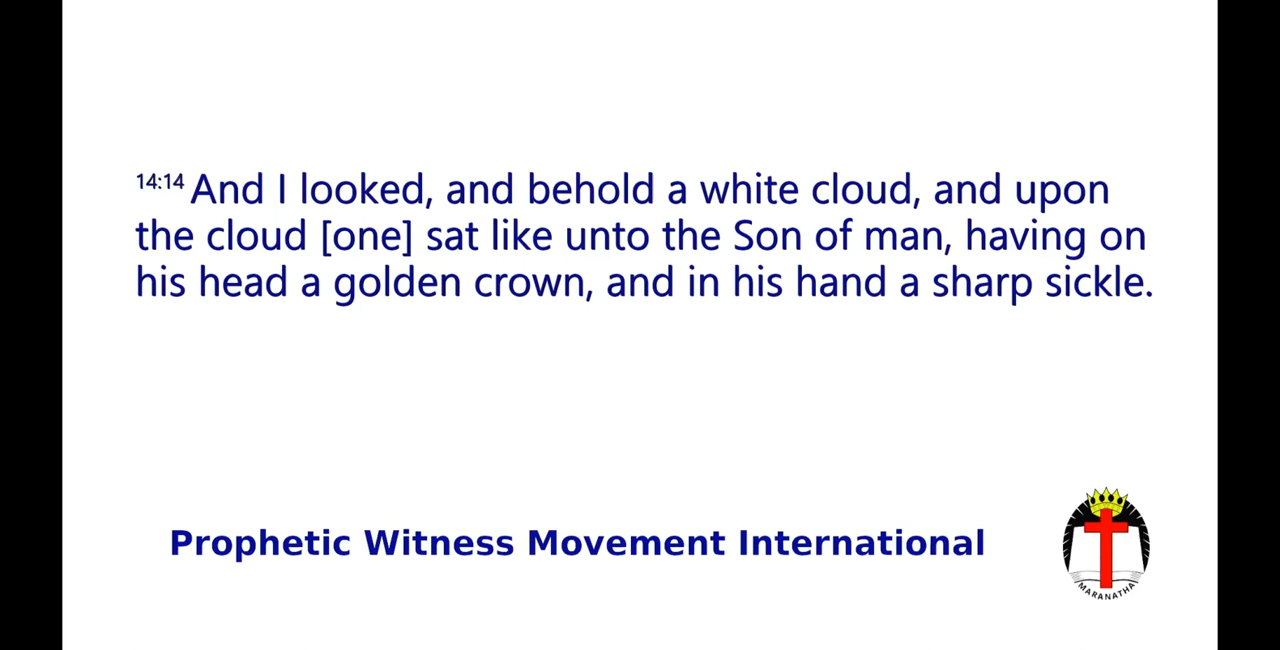 14:14 And I looked, and behold a white cloud, and upon
the cloud [one] sat like unto the Son of man, having on
his head a golden crown, and in his hand a sharp sickle.
Prophetic Witness Movement International
MARANATHA